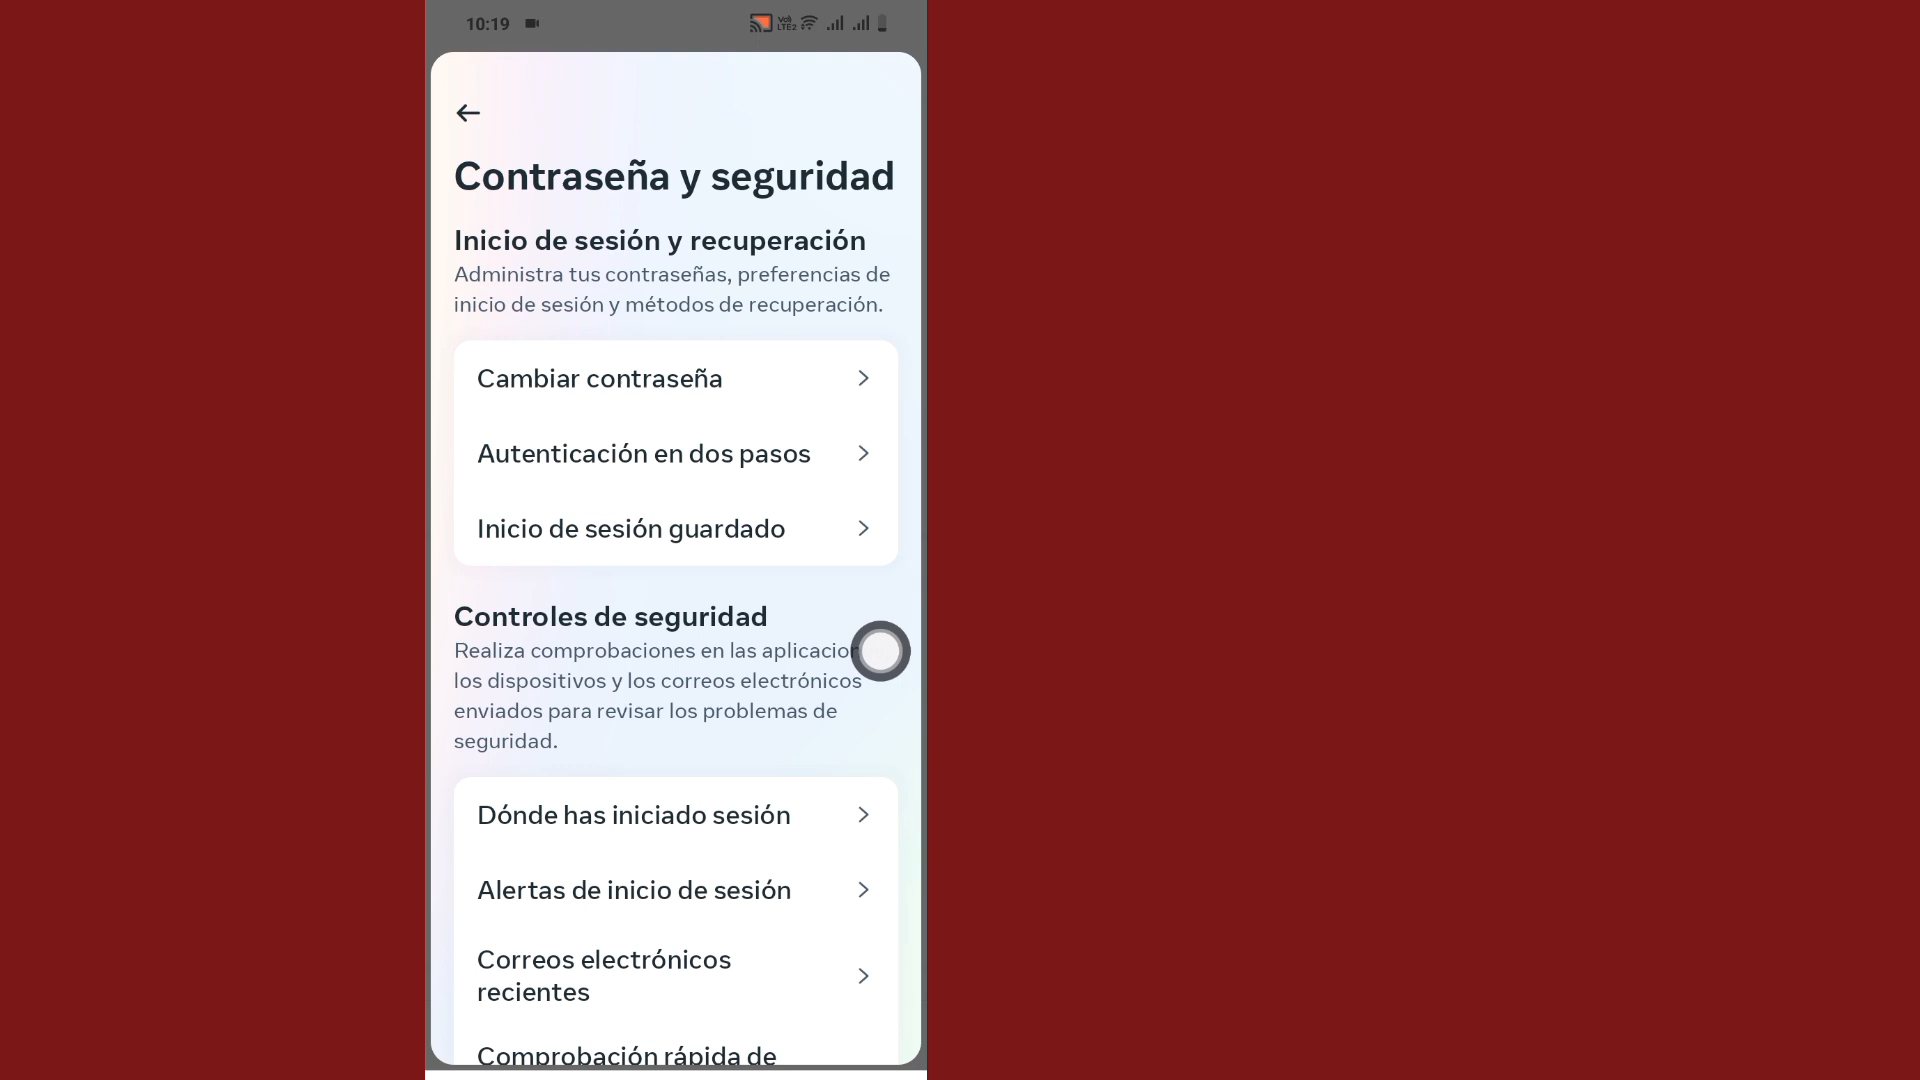 10:19
Vo))
LTE2
Contraseña y seguridad
Inicio de sesión y recuperación
Administra tus contraseñas, preferencias de
inicio de sesión y métodos de recuperación.
Cambiar contraseña
Autenticación en dos pasos
Inicio de sesión guardado
Controles de seguridad
Realiza comprobaciones en las
los dispositivos y los correos electrónicos
enviados para revisar los problemas de
seguridad.
Dónde has iniciado sesión
Alertas de inicio de sesión
Correos electrónicos
recientes
Comprobación rápida de